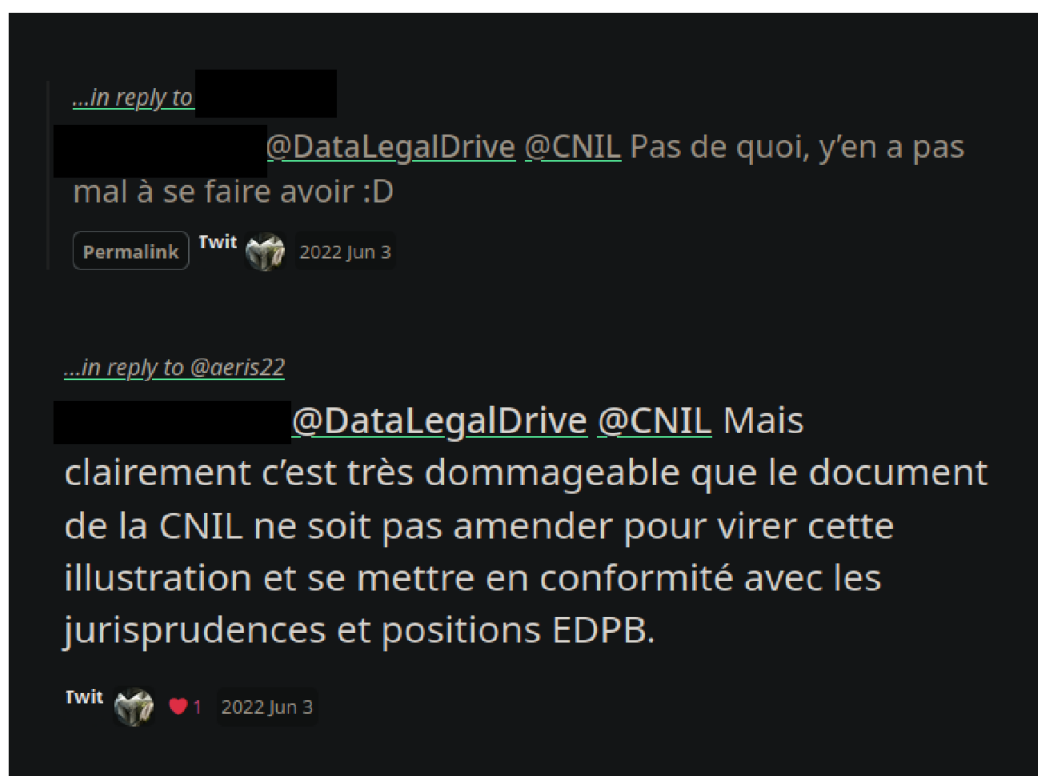 ...in reply to
@DataLegalDrive @CNIL Pas de quoi, y’en a pas
mal à se faire avoir :D
Permalink Twit 2022 Jun 3
...in reply to @aeris22
@DataLegalDrive @CNIL Mais
clairement c’est très dommageable que le document
de la CNIL ne soit pas amender pour virer cette
illustration et se mettre en conformité avec les
jurisprudences et positions EDPB.
Twit 1 2022 Jun 3